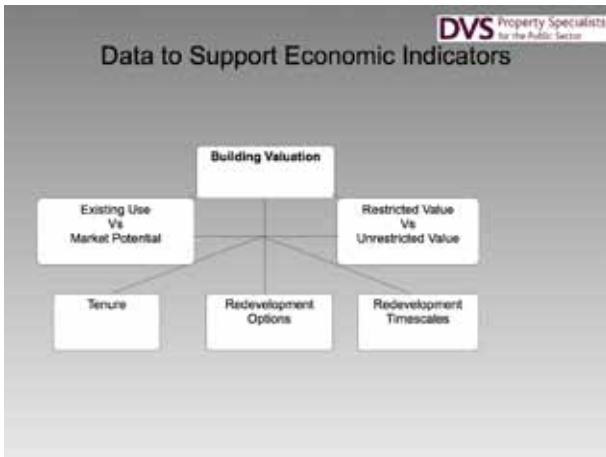 DVS Property Specialists
for the Public Sector
Data to Support Economic Indicators
Building Valuation
Existing Use
Vs
Market Potential
Restricted Value
Vs
Unrestricted Value
Tenure
Redevelopment
Options
Redevelopment
Timescales